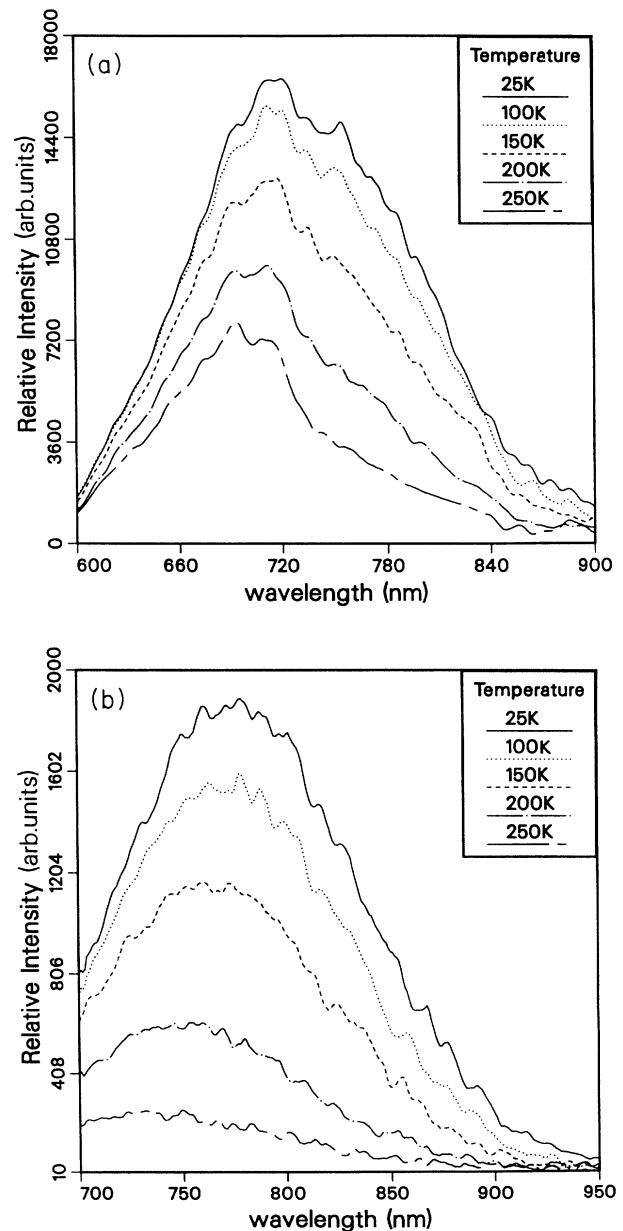 (a)
Temperature
25K
100K
150K
200K
250K
18000
14400
10800
7200
3600
0
Relative Intensity (arb.units)
600 660 720 780 840 900
wavelength (nm)
(b)
Temperature
25K
100K
150K
200K
250K
2000
1602
1204
806
408
10
Relative Intensity (arb.units)
700 750 800 850 900 950
wavelength (nm)